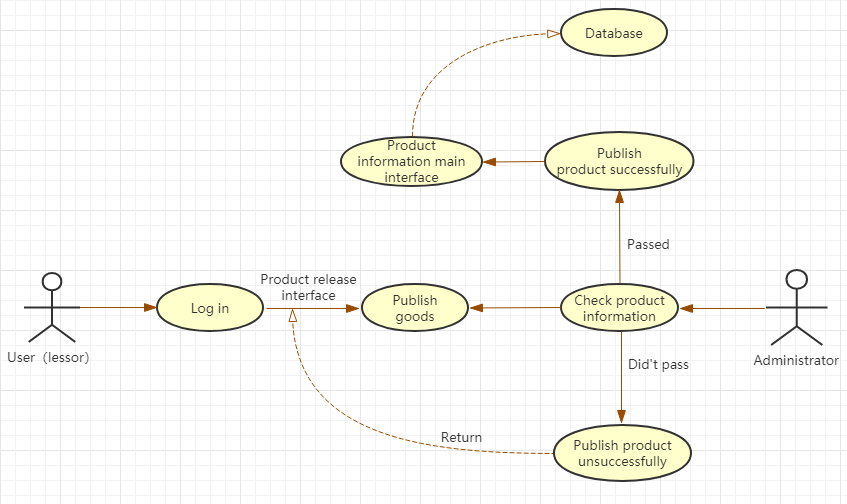 Database
Product
information main
interface
Publish
product successfully
Passed
Product release
interface
Log in
Publish
goods
Check product
information
User（lessor）
Administrator
Did't pass
Return
Publish product
unsuccessfully